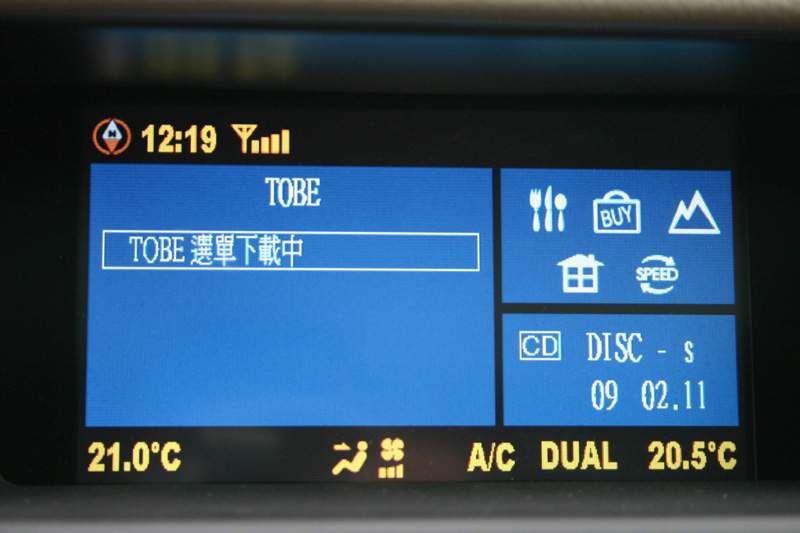 N
12:19
TOBE
TOBE 選單下載中
BUY
SPEED
CD DISC - s
09 02.11
21.0°C A/C DUAL 20.5°C